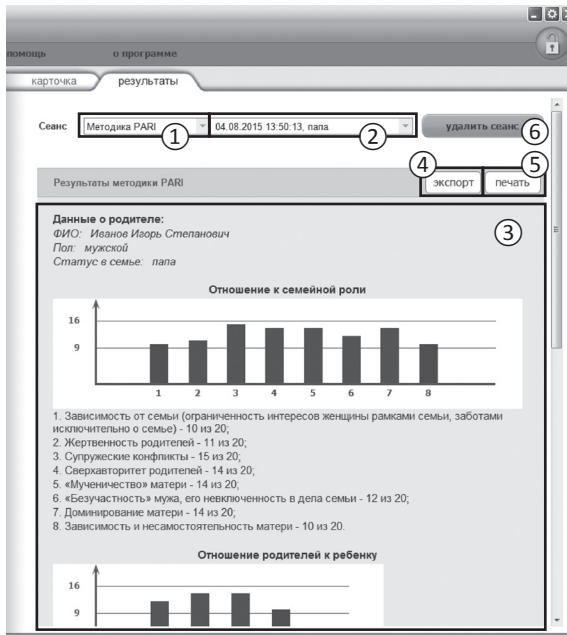 помощь о программе
карточка результаты
Сеанс Методика PARI 1 04.08.2015 13:50:13, папа 2 удалить сеанс 6
4 5
Результаты методики PARI экспорт печать
3
Данные о родителе:
ФИО: Иванов Игорь Степанович
Пол: мужской
Статус в семье: папа
Отношение к семейной роли
16
9
1 2 3 4 5 6 7 8
1. Зависимость от семьи (ограниченность интересов женщины рамками семьи, заботами
исключительно о семье) - 10 из 20;
2. Жертвенность родителей - 11 из 20;
3. Супружеские конфликты - 15 из 20;
4. Сверхавторитет родителей - 14 из 20;
5. «Мученичество» матери - 14 из 20;
6. «Безучастность» мужа, его невключенность в дела семьи - 12 из 20;
7. Доминирование матери - 14 из 20;
8. Зависимость и несамостоятельность матери - 10 из 20.
Отношение родителей к ребенку
16
9